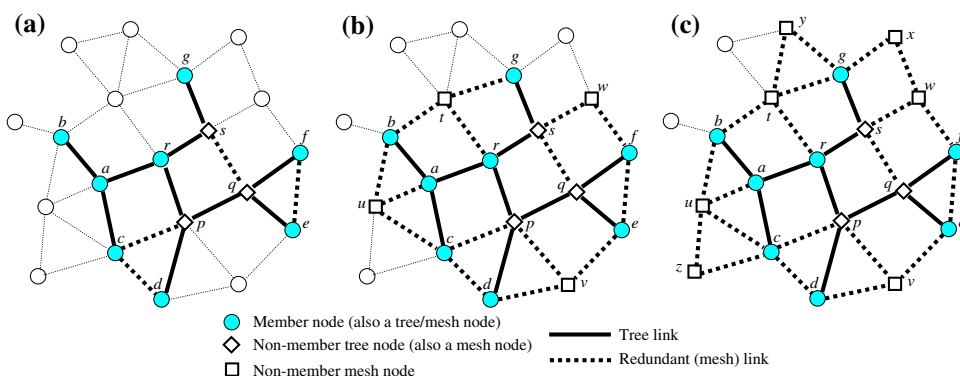 (a) (b) (c)
g b a r s f q p e c d
g w t s b r f a q u p e c v d
y x g w t s b r f a q u p e c z v d
Member node (also a tree/mesh node)
Non-member tree node (also a mesh node)
Non-member mesh node
Tree link
Redundant (mesh) link